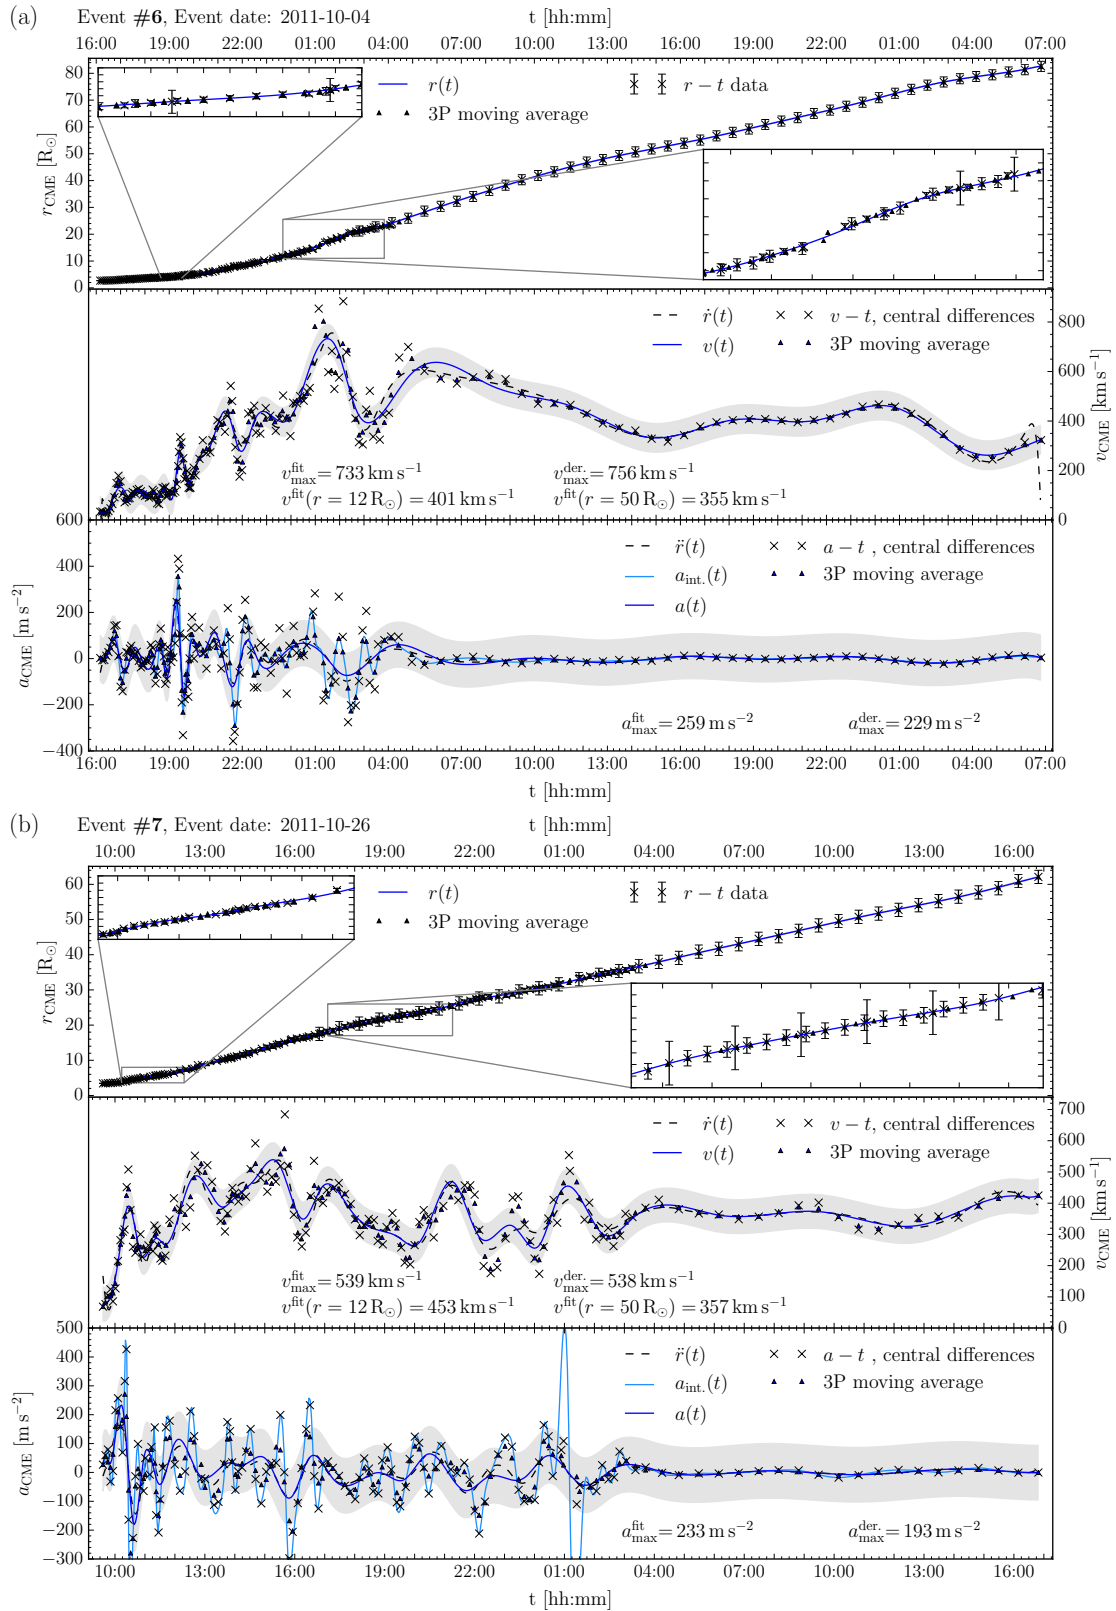 (a) Event #6, Event date: 2011-10-04 t [hh:mm]
16:00 19:00 22:00 01:00 04:00 07:00 10:00 13:00 16:00 19:00 22:00 01:00 04:00 07:00
r_CME [R⊙]
80
70
60
50
40
30
20
10
0
r(t) r − t data
3P moving average
v_CME [km s⁻¹]
800
600
400
200
0
ṙ(t) v − t, central differences
v(t) 3P moving average
v_max^fit = 733 km s⁻¹ v_max^der. = 756 km s⁻¹
v^fit(r = 12 R⊙) = 401 km s⁻¹ v^fit(r = 50 R⊙) = 355 km s⁻¹
a_CME [m s⁻²]
600
400
200
0
−200
−400
r̈(t) a − t , central differences
a_int.(t) 3P moving average
a(t)
a_max^fit = 259 m s⁻² a_max^der. = 229 m s⁻²
16:00 19:00 22:00 01:00 04:00 07:00 10:00 13:00 16:00 19:00 22:00 01:00 04:00 07:00
t [hh:mm]
(b) Event #7, Event date: 2011-10-26 t [hh:mm]
10:00 13:00 16:00 19:00 22:00 01:00 04:00 07:00 10:00 13:00 16:00
r_CME [R⊙]
60
50
40
30
20
10
0
r(t) r − t data
3P moving average
v_CME [km s⁻¹]
700
600
500
400
300
200
100
0
ṙ(t) v − t, central differences
v(t) 3P moving average
v_max^fit = 539 km s⁻¹ v_max^der. = 538 km s⁻¹
v^fit(r = 12 R⊙) = 453 km s⁻¹ v^fit(r = 50 R⊙) = 357 km s⁻¹
a_CME [m s⁻²]
500
400
300
200
100
0
−100
−200
−300
r̈(t) a − t , central differences
a_int.(t) 3P moving average
a(t)
a_max^fit = 233 m s⁻² a_max^der. = 193 m s⁻²
10:00 13:00 16:00 19:00 22:00 01:00 04:00 07:00 10:00 13:00 16:00
t [hh:mm]